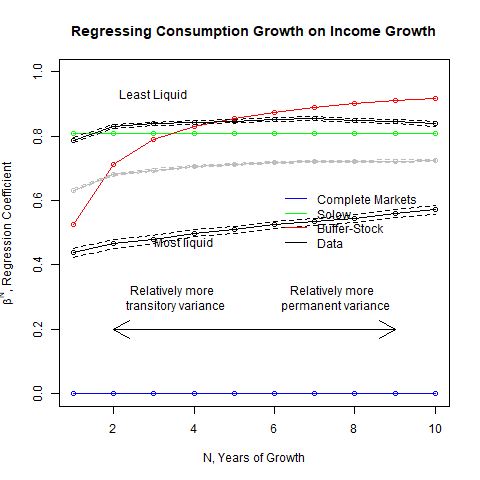 Regressing Consumption Growth on Income Growth
1.0
0.8
0.6
0.4
0.2
0.0
β^N, Regression Coefficient
Least Liquid
Complete Markets
Solow
Buffer-Stock
Data
Most liquid
Relatively more
transitory variance
Relatively more
permanent variance
2
4
6
8
10
N, Years of Growth